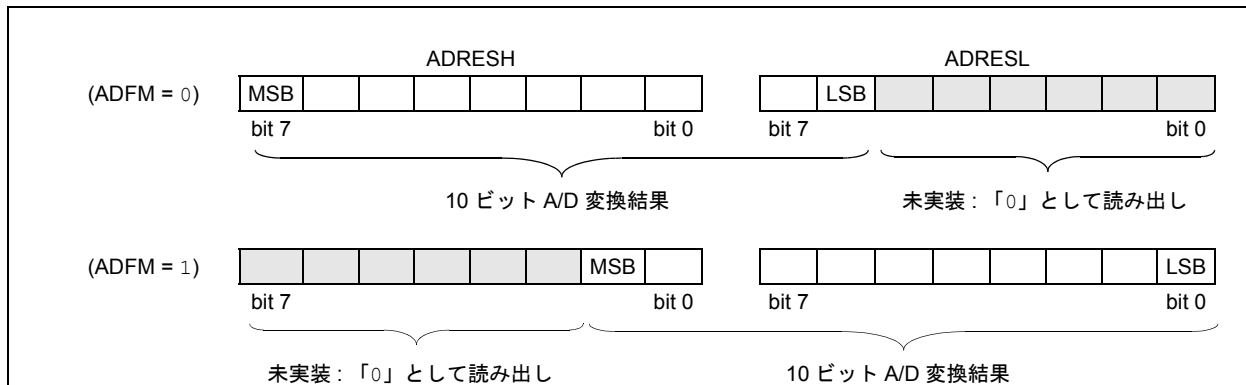 ADRESH ADRESL
(ADFM = 0) MSB LSB
bit 7 bit 0 bit 7 bit 0
10 ビット A/D 変換結果 未実装 : 「0」として読み出し
(ADFM = 1) MSB LSB
bit 7 bit 0 bit 7 bit 0
未実装 : 「0」として読み出し 10 ビット A/D 変換結果